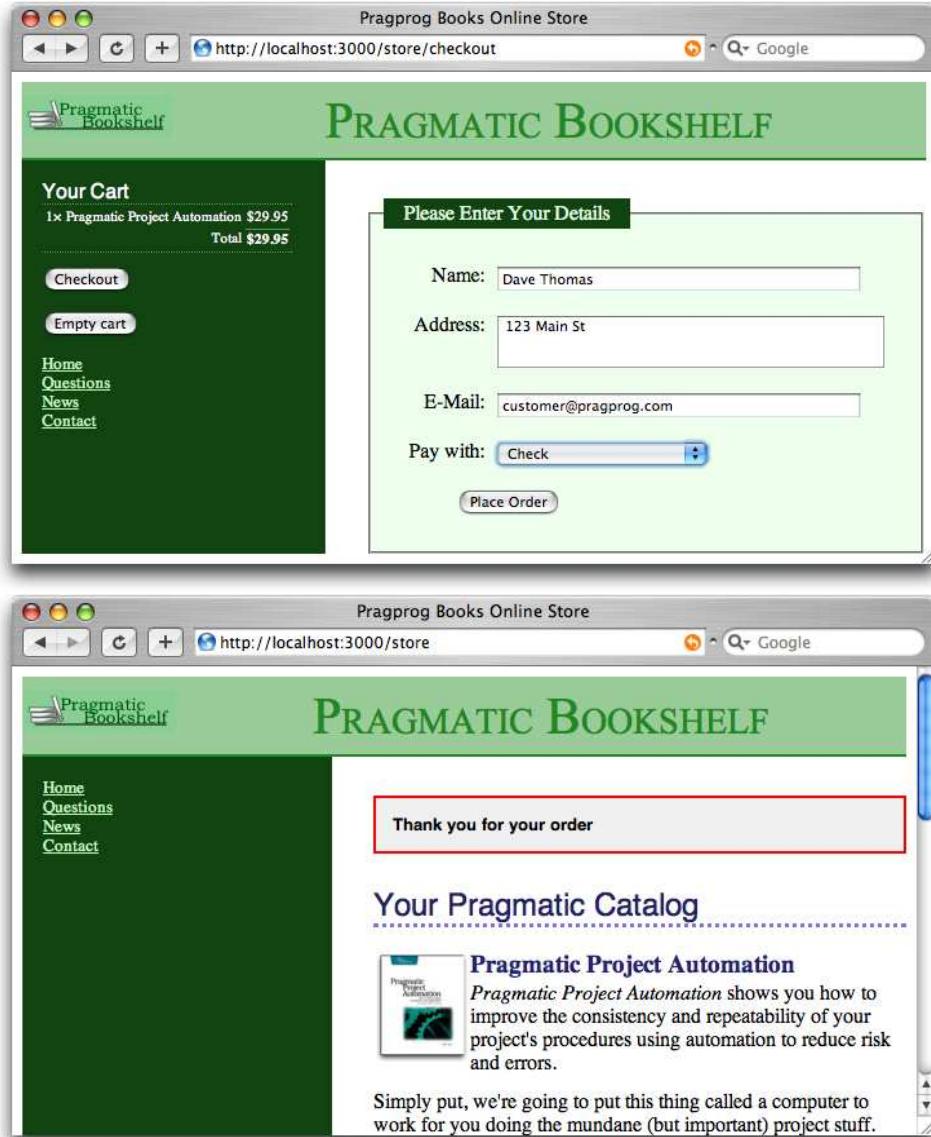 Pragprog Books Online Store
http://localhost:3000/store/checkout
Google
Pragmatic
Bookshelf
PRAGMATIC BOOKSHELF
Your Cart
1× Pragmatic Project Automation $29.95
Total $29.95
Checkout
Empty cart
Home
Questions
News
Contact
Please Enter Your Details
Name: Dave Thomas
Address: 123 Main St
E-Mail: customer@pragprog.com
Pay with: Check
Place Order
Pragprog Books Online Store
http://localhost:3000/store
Google
Pragmatic
Bookshelf
PRAGMATIC BOOKSHELF
Home
Questions
News
Contact
Thank you for your order
Your Pragmatic Catalog
Pragmatic
Project
Automation
Pragmatic Project Automation
Pragmatic Project Automation shows you how to
improve the consistency and repeatability of your
project's procedures using automation to reduce risk
and errors.
Simply put, we're going to put this thing called a computer to
work for you doing the mundane (but important) project stuff.